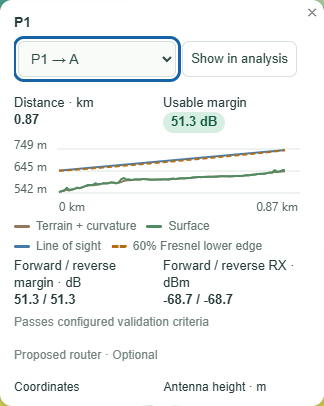 P1
×
P1 → A
Show in analysis
Distance · km
0.87
Usable margin
51.3 dB
749 m
645 m
542 m
0 km
0.87 km
Terrain + curvature
Surface
Line of sight
60% Fresnel lower edge
Forward / reverse
margin · dB
51.3 / 51.3
Forward / reverse RX ·
dBm
-68.7 / -68.7
Passes configured validation criteria
Proposed router · Optional
Coordinates
Antenna height · m